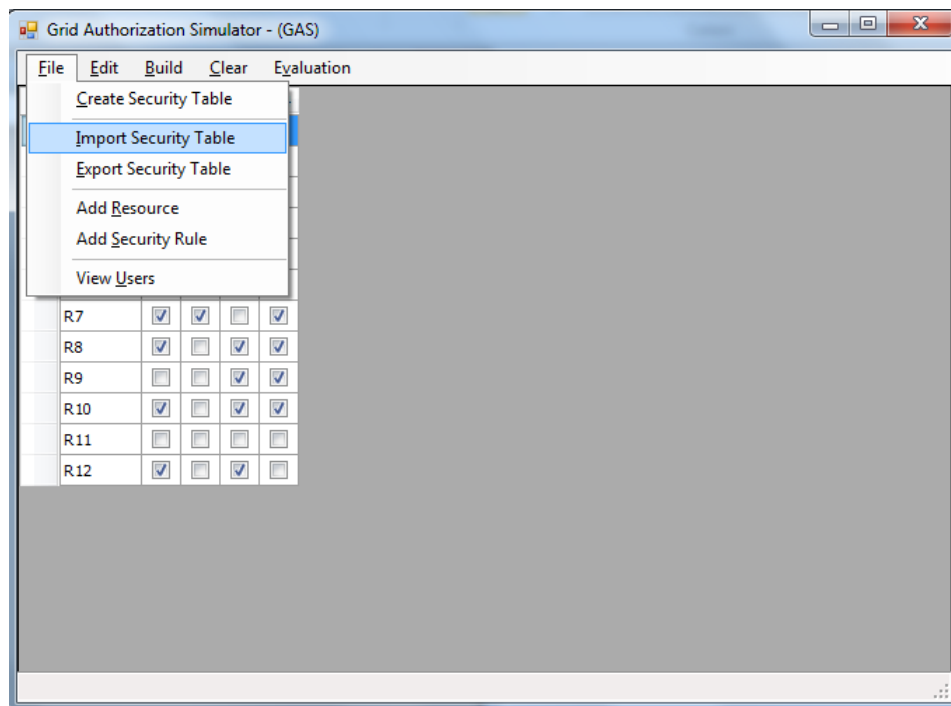 Grid Authorization Simulator - (GAS)
File Edit Build Clear Evaluation
Create Security Table
Import Security Table
Export Security Table
Add Resource
Add Security Rule
View Users
R7
R8
R9
R10
R11
R12